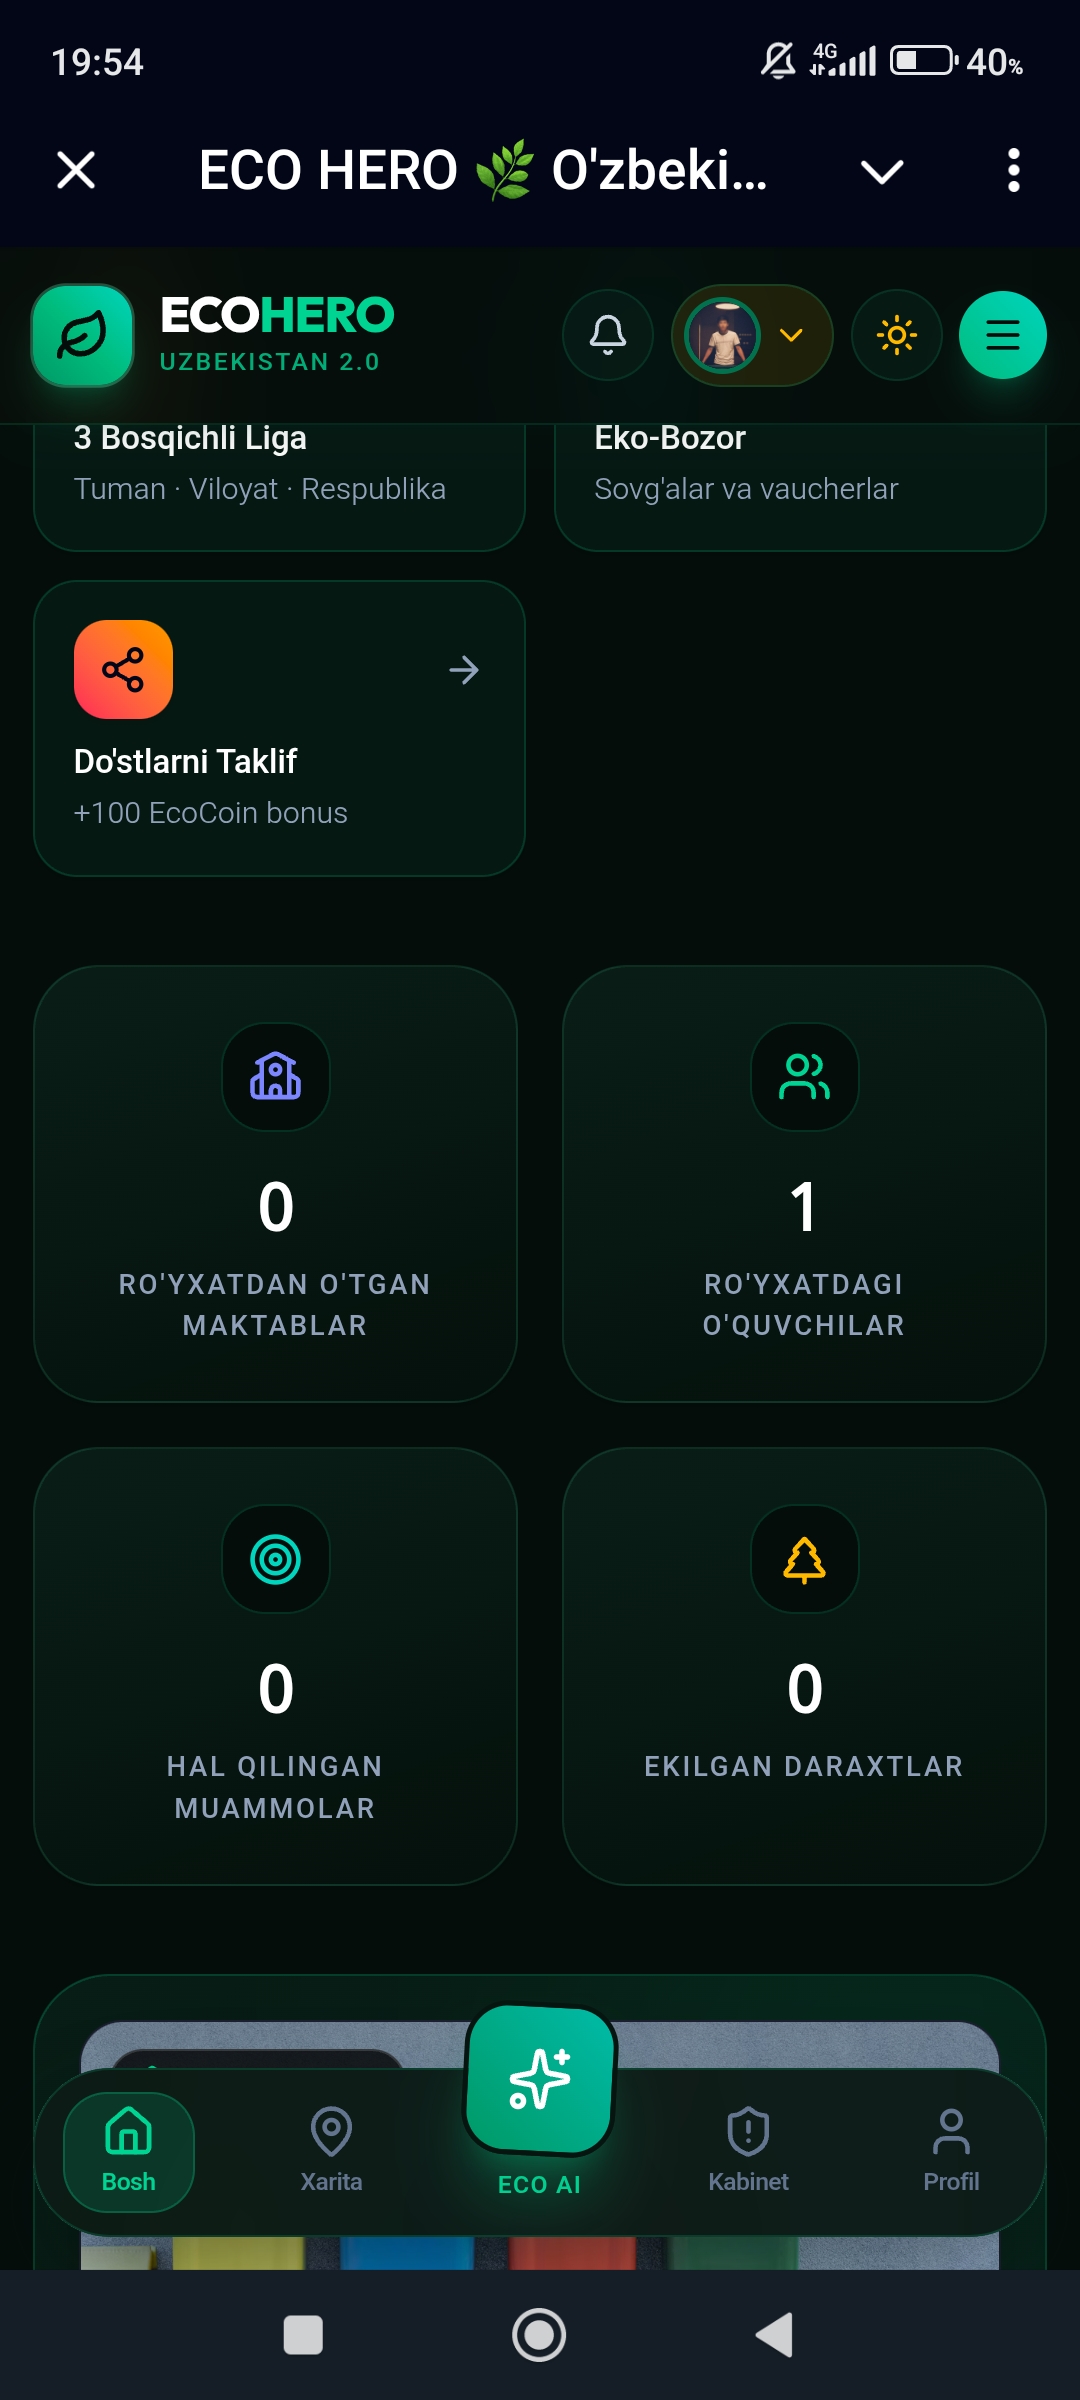 19:54
4G
40%
ECO HERO 🌿 O'zbeki...
ECOHERO
UZBEKISTAN 2.0
3 Bosqichli Liga
Tuman · Viloyat · Respublika
Eko-Bozor
Sovg'alar va vaucherlar
Do'stlarni Taklif
+100 EcoCoin bonus
0
RO'YXATDAN O'TGAN
MAKTABLAR
1
RO'YXATDAGI
O'QUVCHILAR
0
HAL QILINGAN
MUAMMOLAR
0
EKILGAN DARAXTLAR
Bosh
Xarita
ECO AI
Kabinet
Profil